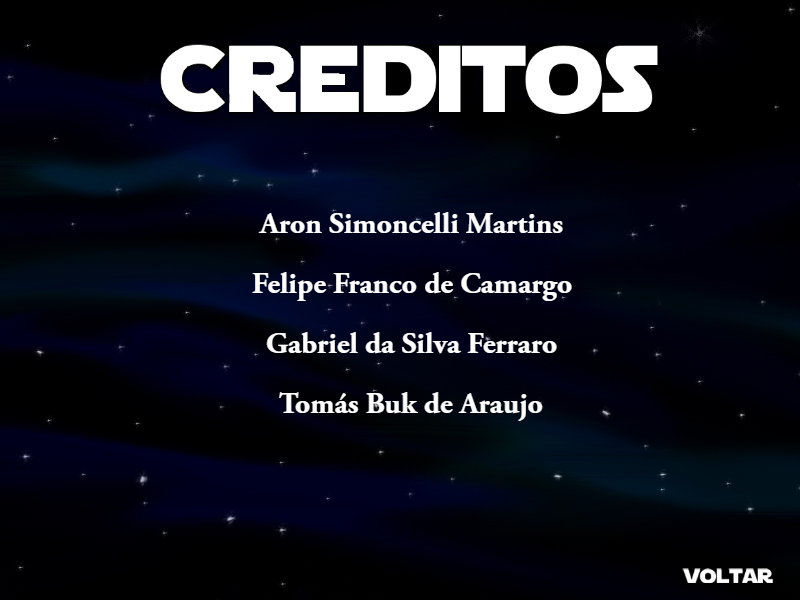 CREDITOS
Aron Simoncelli Martins
Felipe Franco de Camargo
Gabriel da Silva Ferraro
Tomás Buk de Araujo
VOLTAR